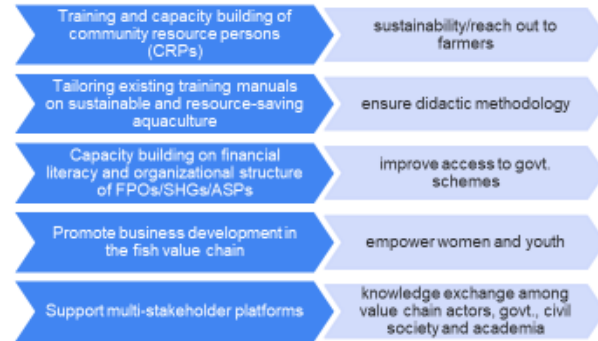 Training and capacity building of
community resource persons
(CRPs)
sustainability/reach out to
farmers
Tailoring existing training manuals
on sustainable and resource-saving
aquaculture
ensure didactic methodology
Capacity building on financial
literacy and organizational structure
of FPOs/SHGs/ASPs
improve access to govt.
schemes
Promote business development in
the fish value chain
empower women and youth
Support multi-stakeholder platforms
knowledge exchange among
value chain actors, govt., civil
society and academia